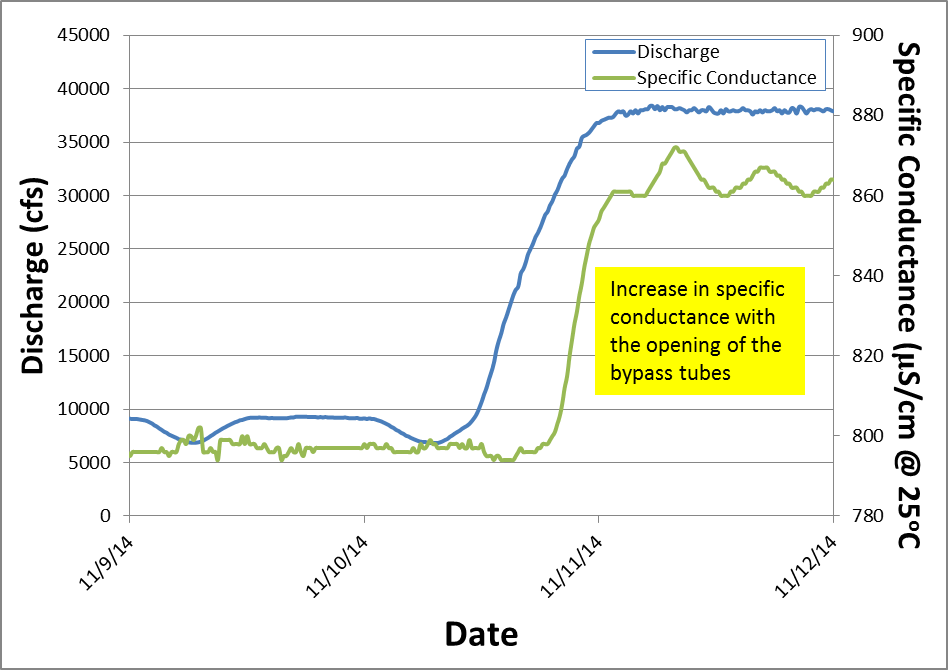 45000
40000
35000
30000
25000
20000
15000
10000
5000
0
Discharge (cfs)
Discharge
Specific Conductance
Increase in specific
conductance with
the opening of the
bypass tubes
900
880
860
840
820
800
780
Specific Conductance (µS/cm @ 25°C
11/9/14
11/10/14
11/11/14
11/12/14
Date